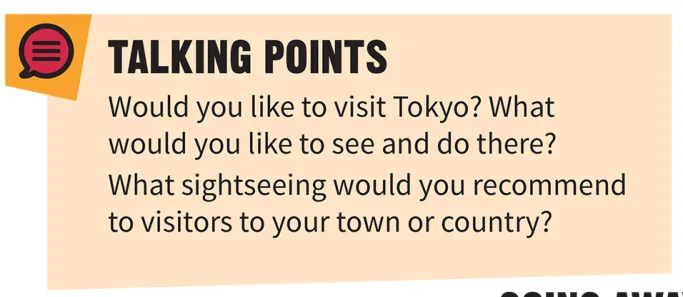 TALKING POINTS
Would you like to visit Tokyo? What
would you like to see and do there?
What sightseeing would you recommend
to visitors to your town or country?